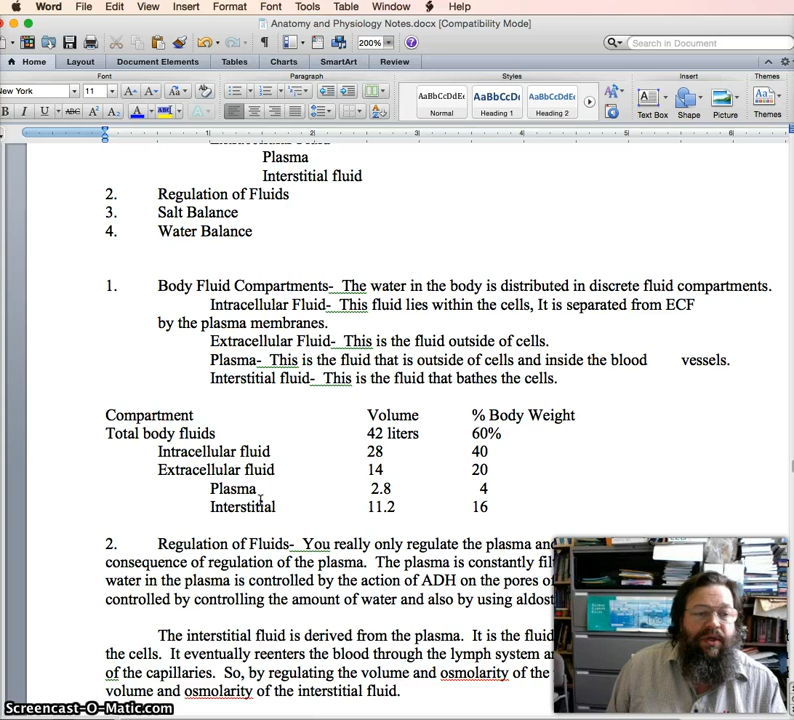 Word File Edit View Insert Format Font Tools Table Window Help
Anatomy and Physiology Notes.docx [Compatibility Mode]
200% Search in Document
Home Layout Document Elements Tables Charts SmartArt Review
Font Paragraph Styles Insert Themes
New York 11 AaBbCcDdEe AaBbCcDc AaBbCcDdEe
B I U ABC A² A₂ A ABC A Normal Heading 1 Heading 2 Text Box Shape Picture Themes
1 2 3 4 5 6
Plasma
Interstitial fluid
2. Regulation of Fluids
3. Salt Balance
4. Water Balance
1. Body Fluid Compartments- The water in the body is distributed in discrete fluid compartments.
Intracellular Fluid- This fluid lies within the cells, It is separated from ECF
by the plasma membranes.
Extracellular Fluid- This is the fluid outside of cells.
Plasma- This is the fluid that is outside of cells and inside the blood vessels.
Interstitial fluid- This is the fluid that bathes the cells.
Compartment Volume % Body Weight
Total body fluids 42 liters 60%
Intracellular fluid 28 40
Extracellular fluid 14 20
Plasma 2.8 4
Interstitial 11.2 16
2. Regulation of Fluids- You really only regulate the plasma and
consequence of regulation of the plasma. The plasma is constantly fil
water in the plasma is controlled by the action of ADH on the pores of
controlled by controlling the amount of water and also by using aldost
The interstitial fluid is derived from the plasma. It is the fluid
the cells. It eventually reenters the blood through the lymph system a
of the capillaries. So, by regulating the volume and osmolarity of the
volume and osmolarity of the interstitial fluid.
Screencast-O-Matic.com